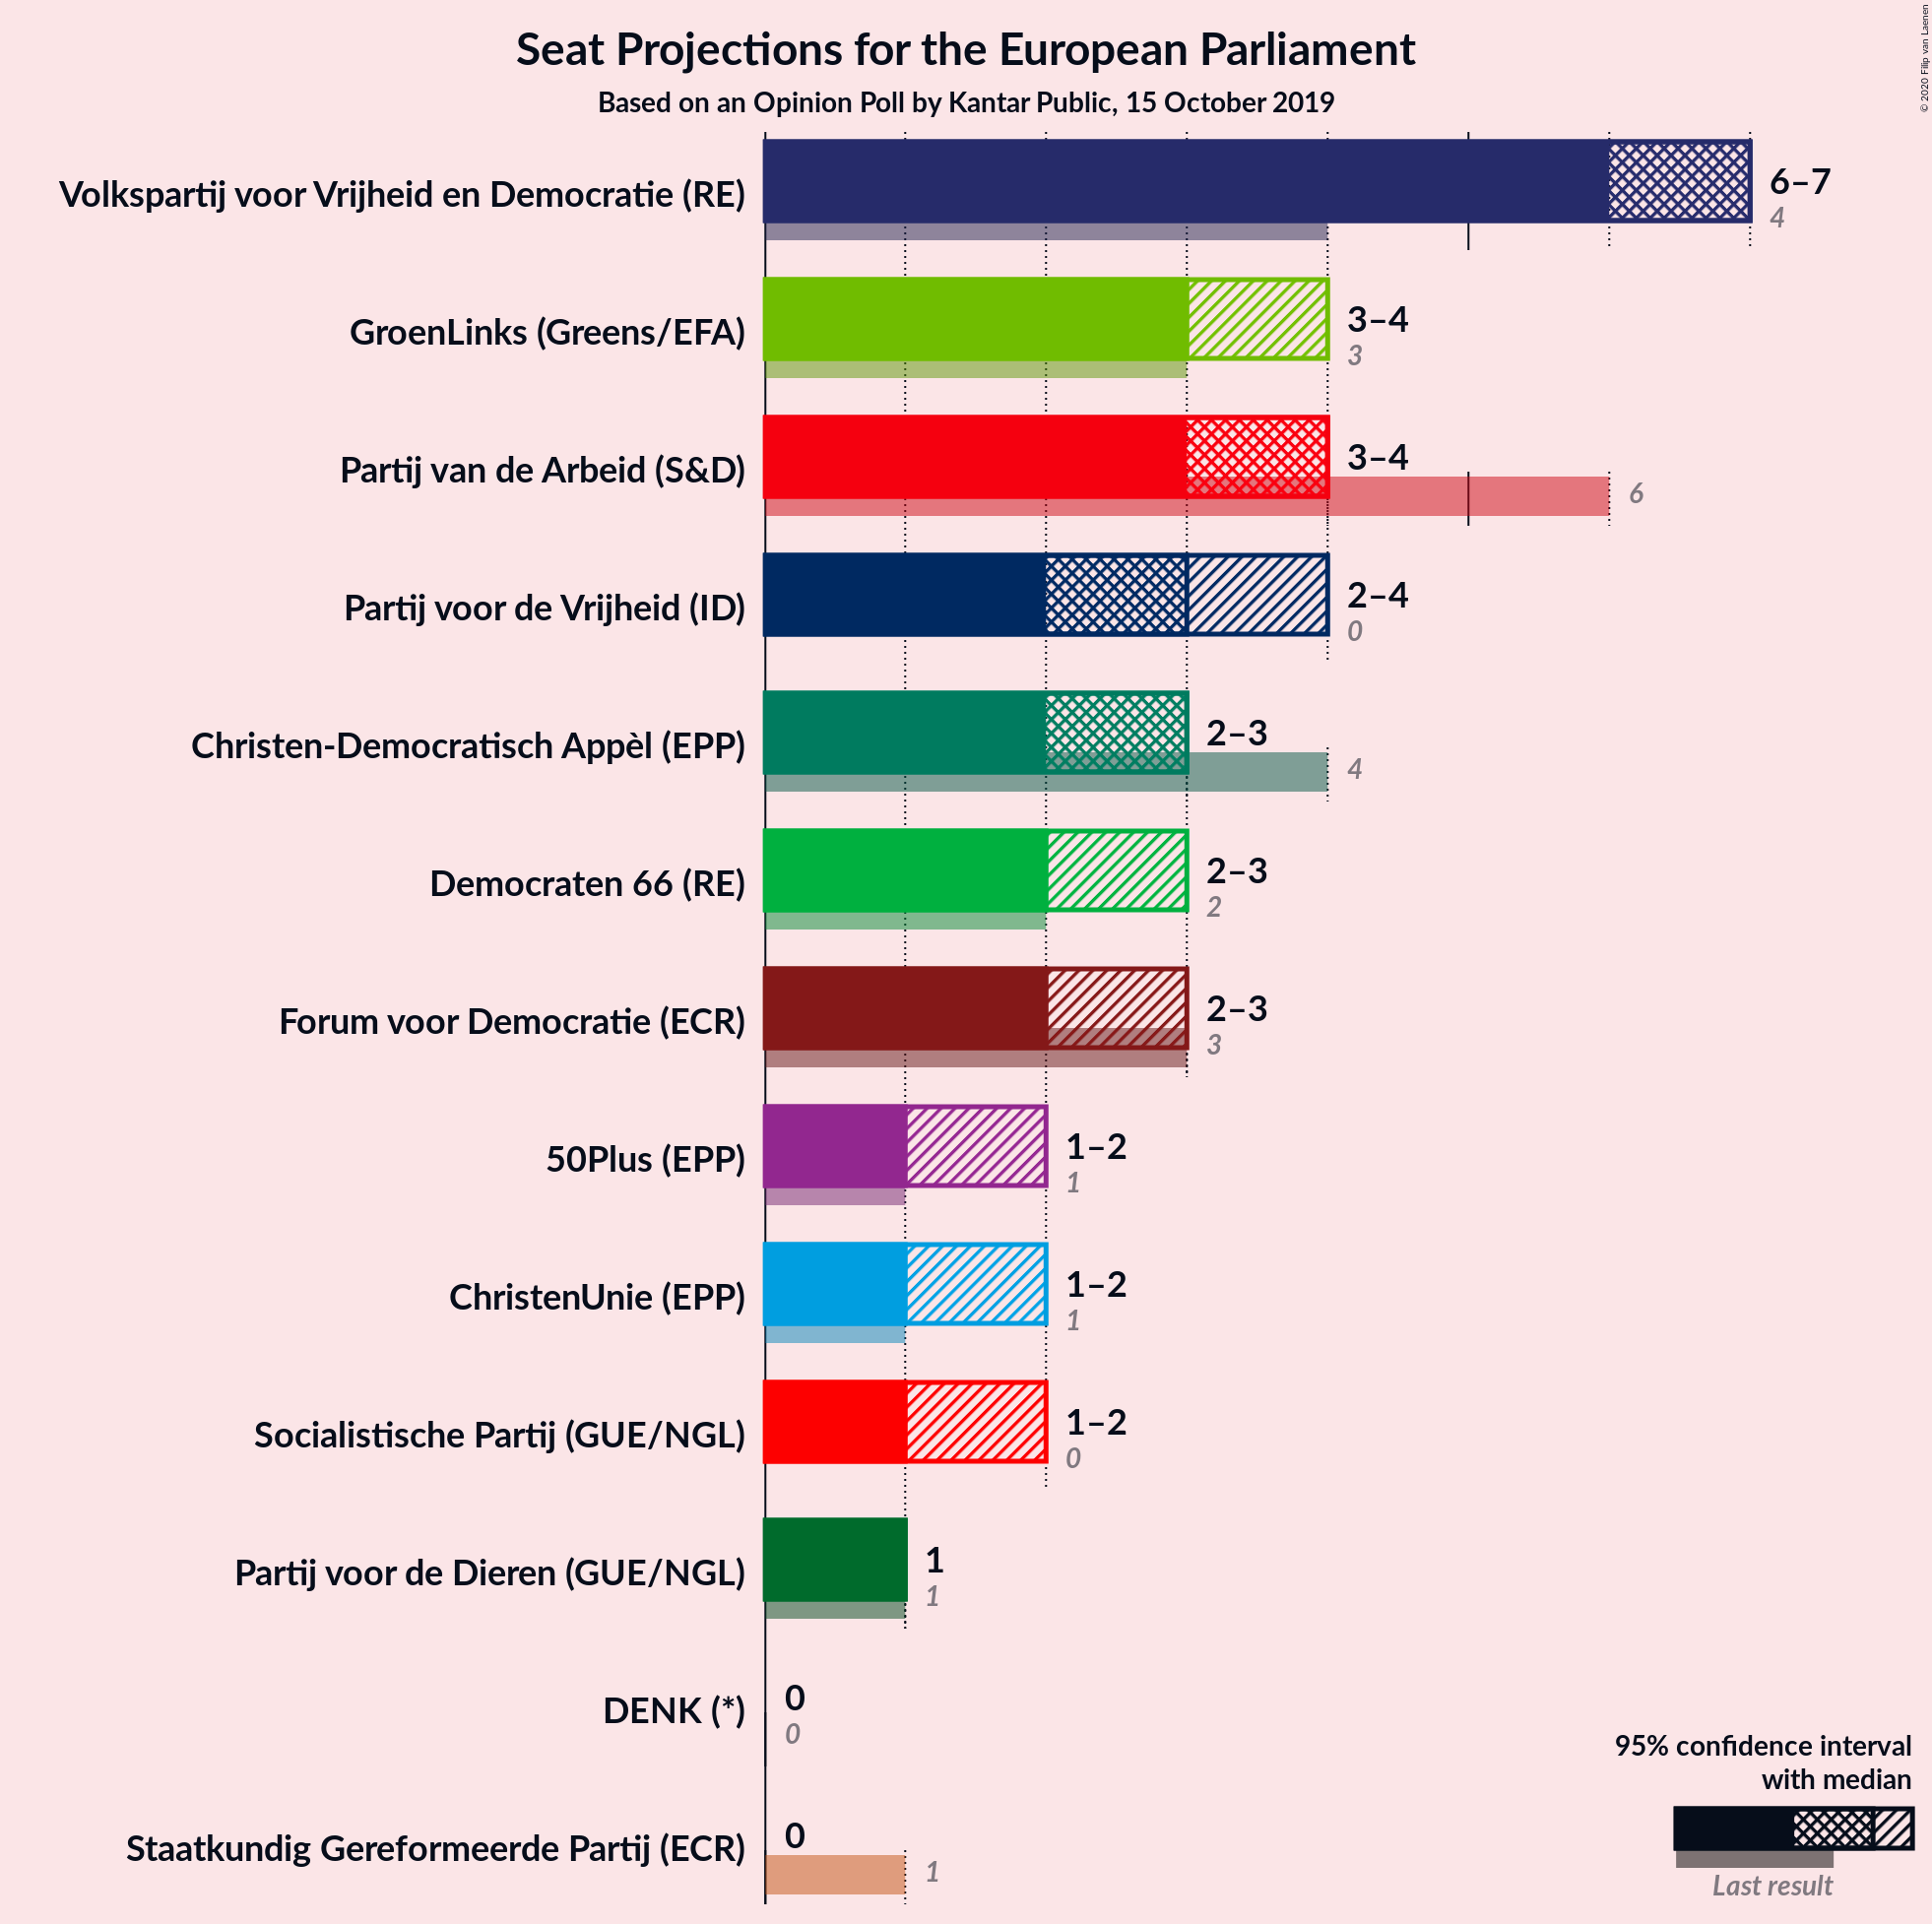 Seat Projections for the European Parliament
Based on an Opinion Poll by Kantar Public, 15 October 2019
© 2020 Filip van Laenen
Volkspartij voor Vrijheid en Democratie (RE)
6–7
4
GroenLinks (Greens/EFA)
3–4
3
Partij van de Arbeid (S&D)
3–4
6
Partij voor de Vrijheid (ID)
2–4
0
Christen-Democratisch Appèl (EPP)
2–3
4
Democraten 66 (RE)
2–3
2
Forum voor Democratie (ECR)
2–3
3
50Plus (EPP)
1–2
1
ChristenUnie (EPP)
1–2
1
Socialistische Partij (GUE/NGL)
1–2
0
Partij voor de Dieren (GUE/NGL)
1
1
DENK (*)
0
0
Staatkundig Gereformeerde Partij (ECR)
0
1
95% confidence interval
with median
Last result